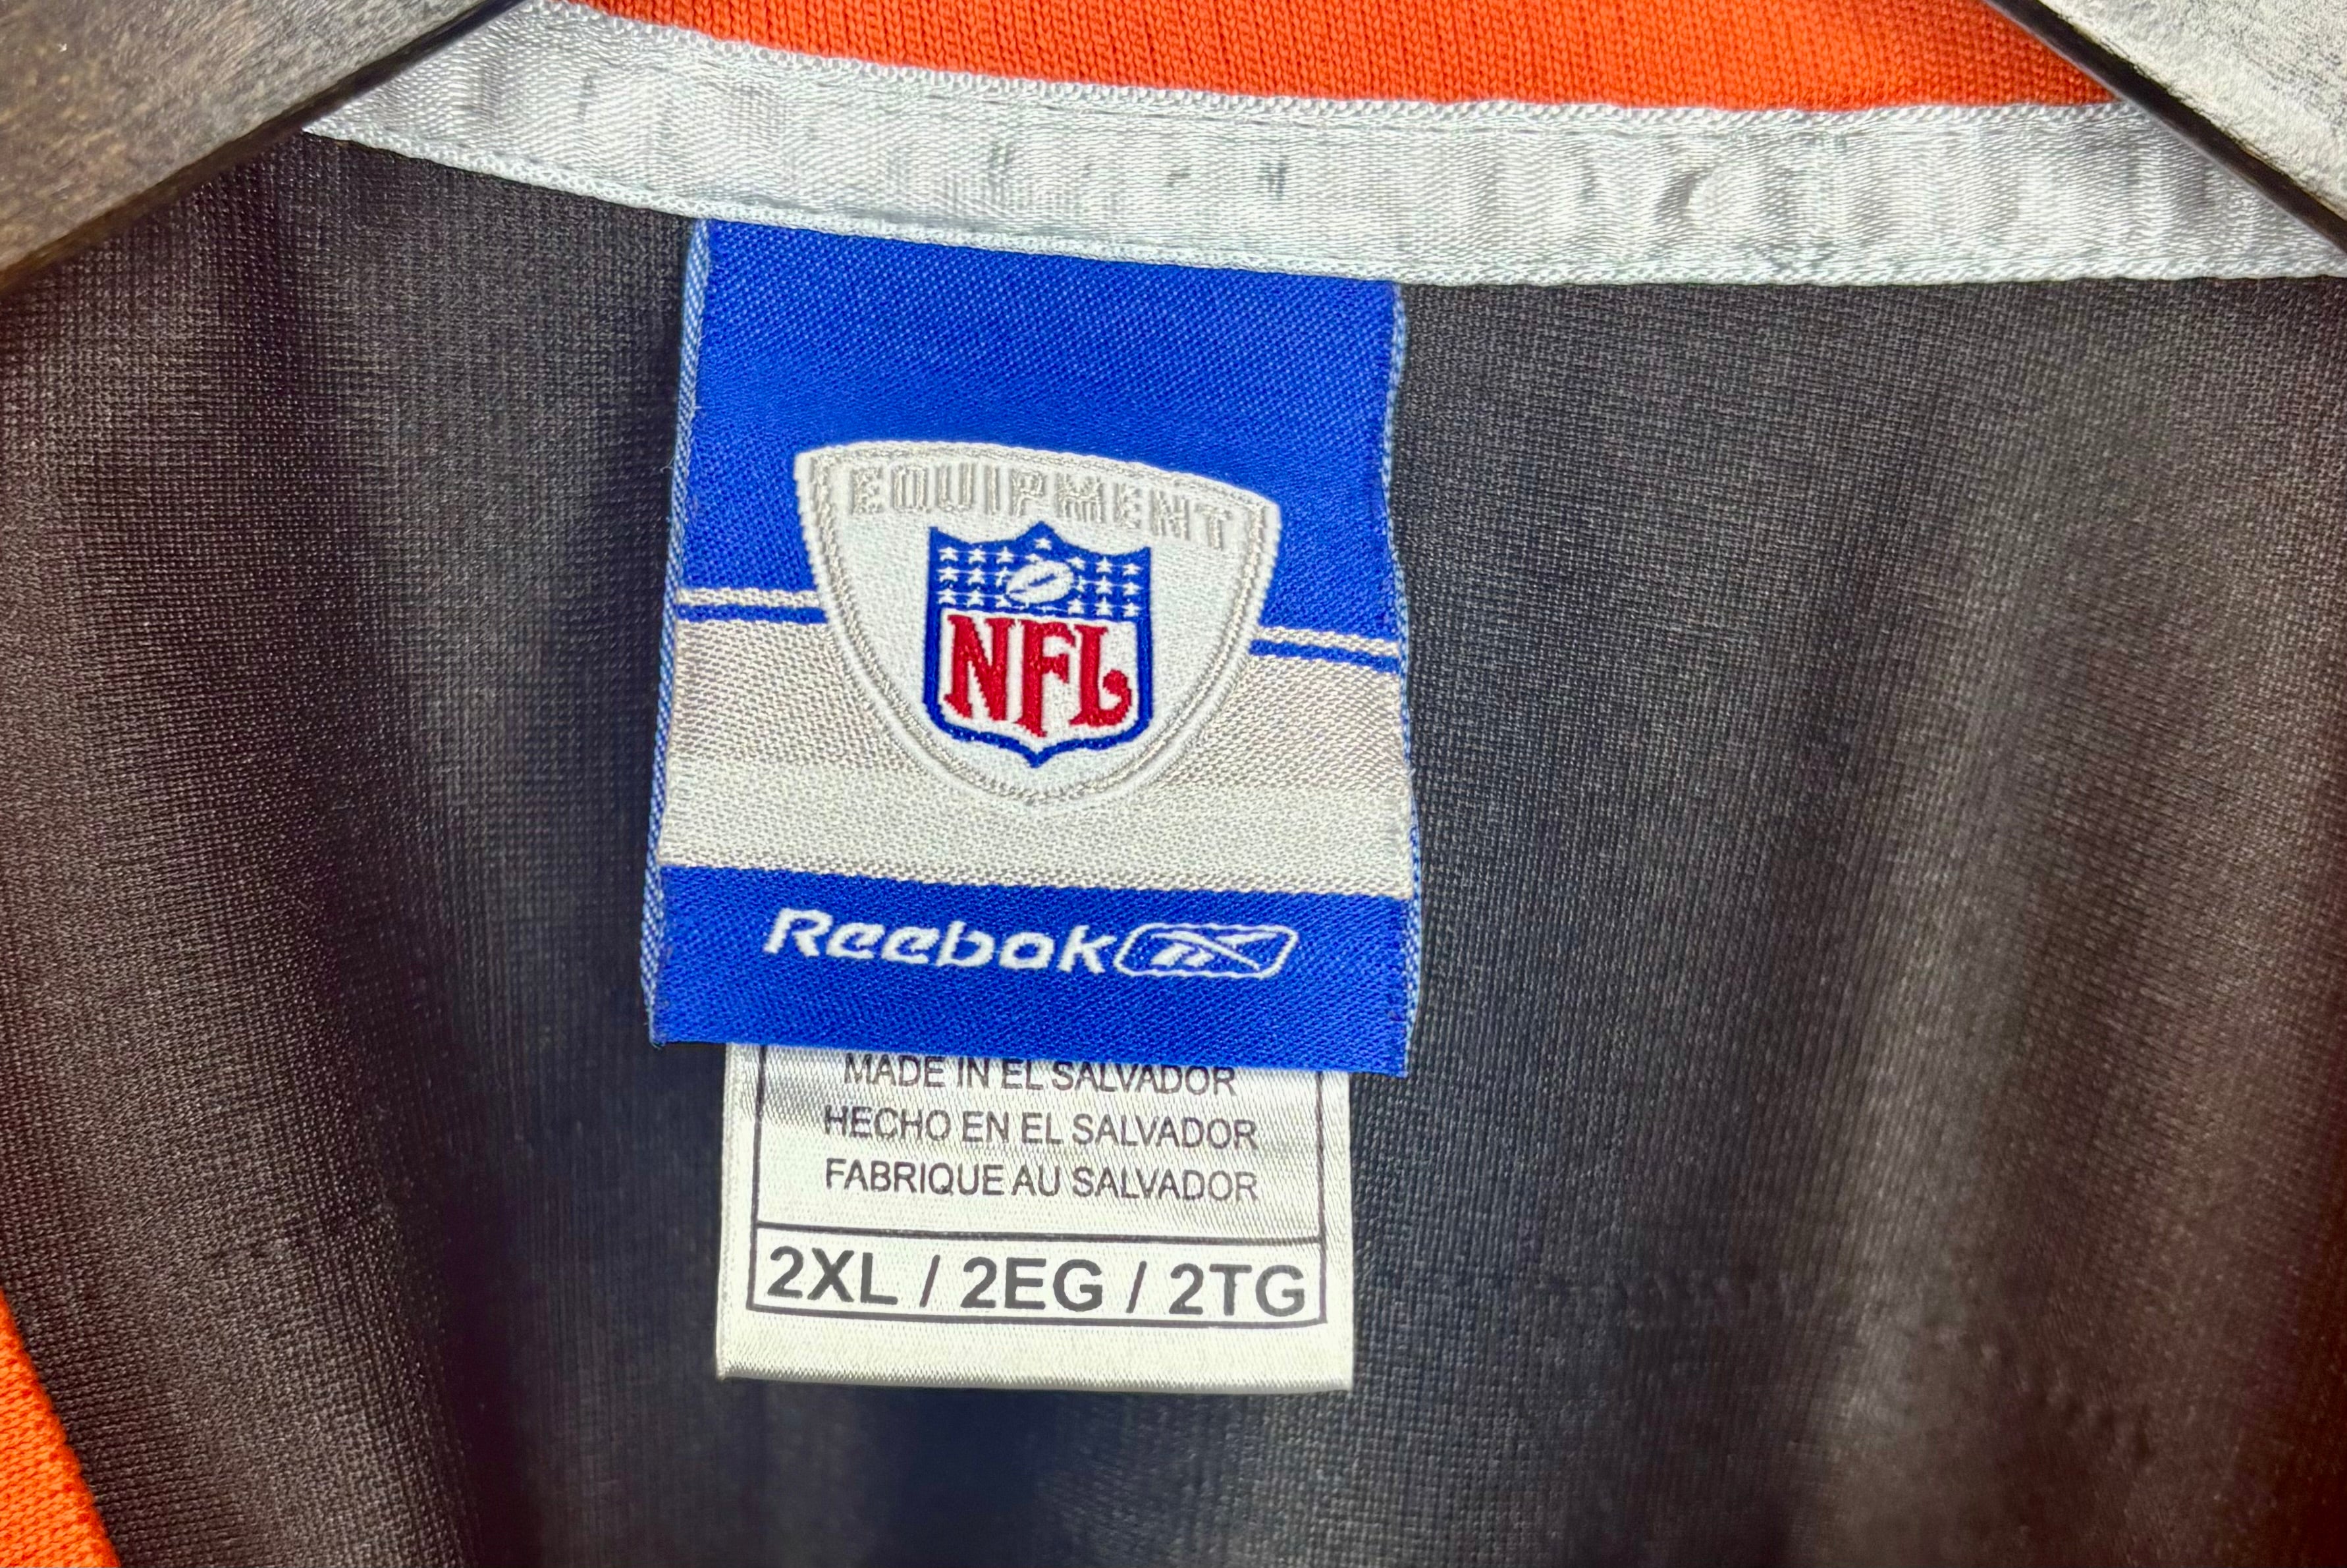 EQUIPMENT
NFL
Reebok
MADE IN EL SALVADOR
HECHO EN EL SALVADOR
FABRIQUE AU SALVADOR
2XL / 2EG / 2TG